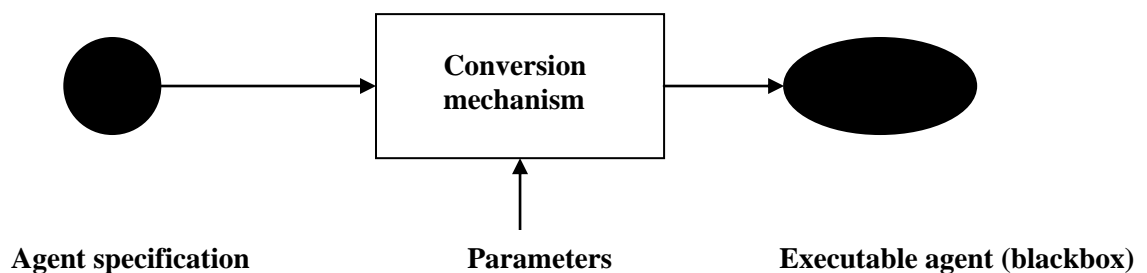 Conversion
mechanism
Agent specification
Parameters
Executable agent (blackbox)